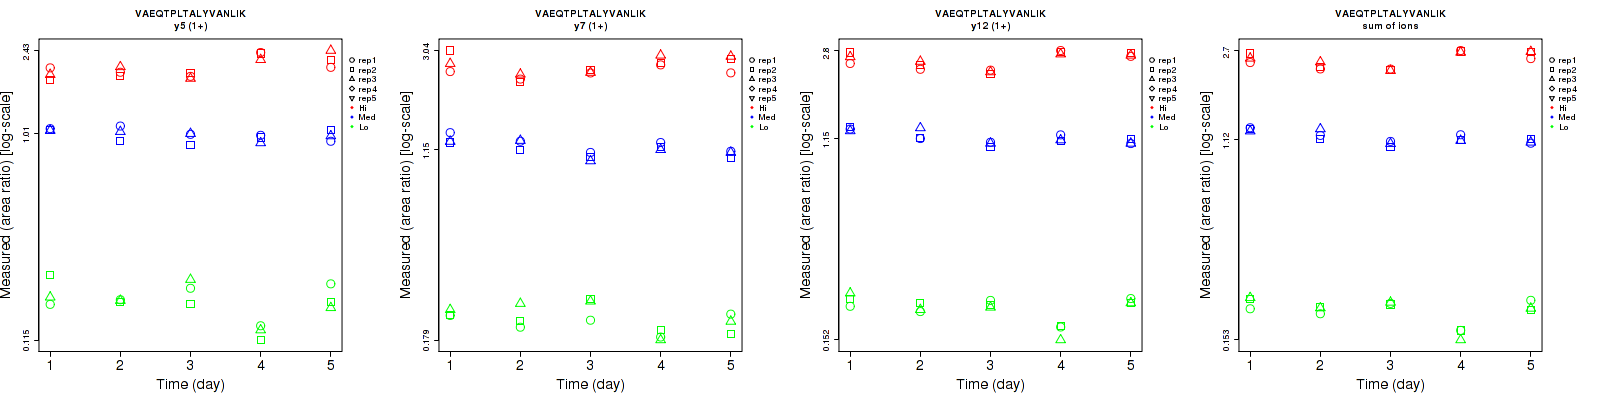 VAEQTPLTALYVANLIK
y5 (1+)
Measured (area ratio) [log-scale]
2.43
1.01
0.115
1 2 3 4 5
Time (day)
rep1
rep2
rep3
rep4
rep5
Hi
Med
Lo
VAEQTPLTALYVANLIK
y7 (1+)
Measured (area ratio) [log-scale]
3.04
1.15
0.179
1 2 3 4 5
Time (day)
rep1
rep2
rep3
rep4
rep5
Hi
Med
Lo
VAEQTPLTALYVANLIK
y12 (1+)
Measured (area ratio) [log-scale]
2.8
1.15
0.152
1 2 3 4 5
Time (day)
rep1
rep2
rep3
rep4
rep5
Hi
Med
Lo
VAEQTPLTALYVANLIK
sum of ions
Measured (area ratio) [log-scale]
2.7
1.12
0.153
1 2 3 4 5
Time (day)
rep1
rep2
rep3
rep4
rep5
Hi
Med
Lo